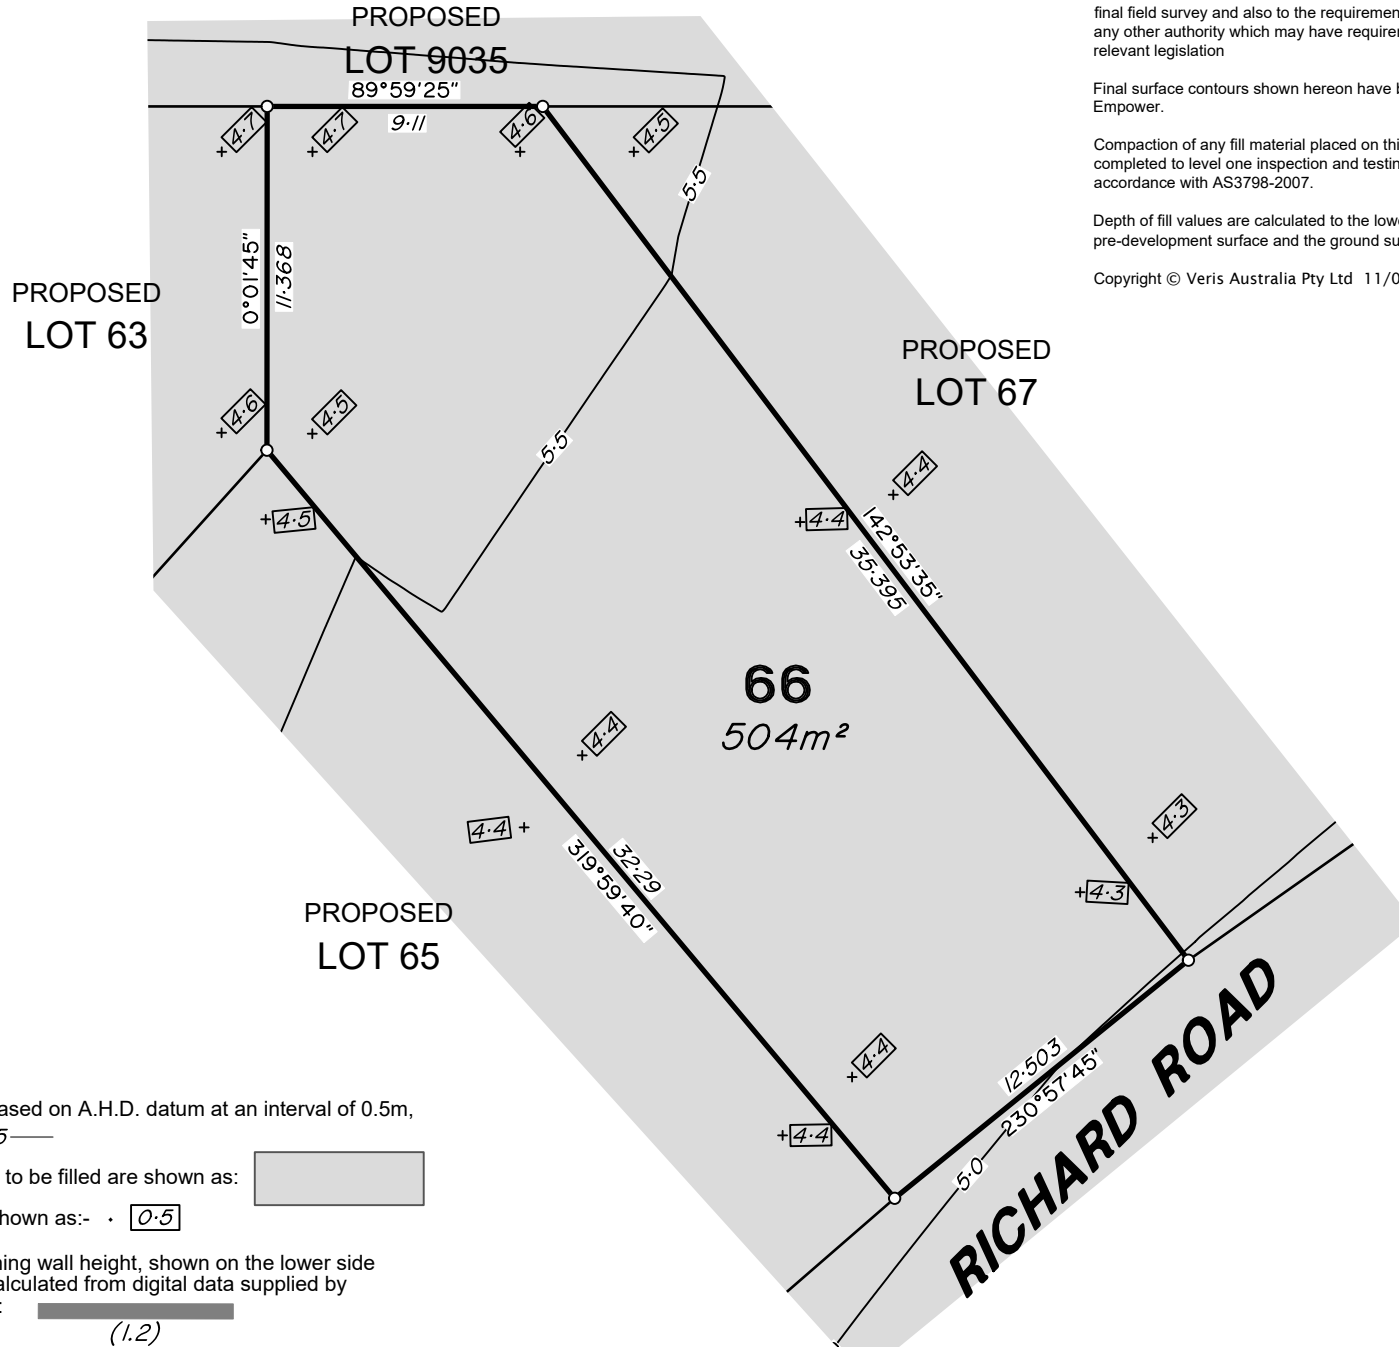 final field survey and also to the requiremen
any other authority which may have require
relevant legislation
Final surface contours shown hereon have b
Empower.
Compaction of any fill material placed on thi
completed to level one inspection and testin
accordance with AS3798-2007.
Depth of fill values are calculated to the low
pre-development surface and the ground su
Copyright © Veris Australia Pty Ltd 11/0
PROPOSED
LOT 9035
89°59'25"
9·11
4·7
4·7
4·6
4·5
5·5
0°01'45"
11·368
PROPOSED
LOT 63
PROPOSED
LOT 67
4·6
4·5
5·5
4·4
4·5
4·4
142°53'35"
35·395
66
504m²
4·4
4·4
4·3
32·29
319°59'40"
4·3
PROPOSED
LOT 65
4·4
12·503
230°57'45"
4·4
5·0
RICHARD ROAD
ased on A.H.D. datum at an interval of 0.5m,
5
to be filled are shown as:
hown as:- · 0·5
ning wall height, shown on the lower side
alculated from digital data supplied by
:
(1.2)